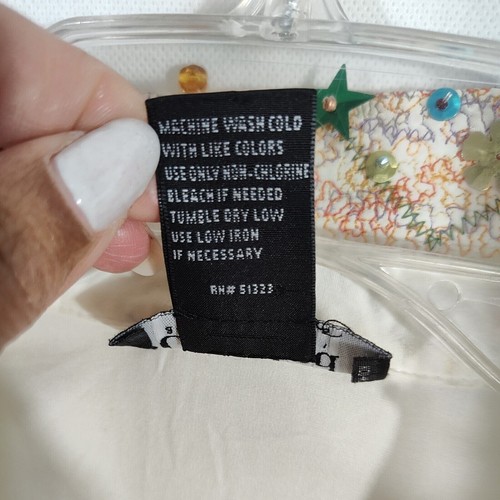 MACHINE WASH COLD
WITH LIKE COLORS
USE ONLY NON-CHLORINE
BLEACH IF NEEDED
TUMBLE DRY LOW
USE LOW IRON
IF NECESSARY
RN# 51323